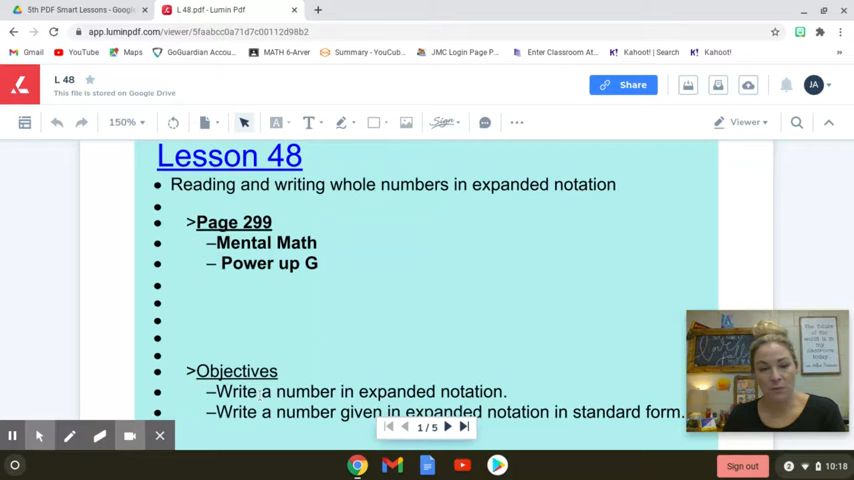 5th PDF Smart Lessons - Google
L 48.pdf - Lumin Pdf
app.luminpdf.com/viewer/5faabcc0a71d7c00112d98b2
Gmail
YouTube
Maps
GoGuardian Accoun...
MATH 6-Arver
Summary - YouCub...
JMC Login Page P...
Enter Classroom At...
Kahoot! | Search
Kahoot!
L 48
This file is stored on Google Drive
Share
JA
150%
T
Sign
Viewer
Lesson 48
• Reading and writing whole numbers in expanded notation
•
• >Page 299
• –Mental Math
• – Power up G
•
•
•
•
•
• >Objectives
• –Write a number in expanded notation.
• –Write a number given in expanded notation in standard form.
1 / 5
Sign out
2
10:18